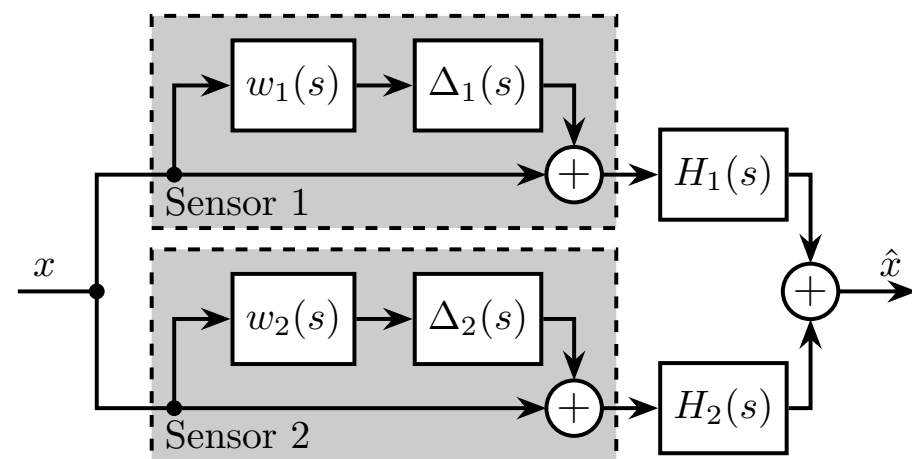 w₁(s)
Δ₁(s)
+
H₁(s)
Sensor 1
x
+
x̂
w₂(s)
Δ₂(s)
+
H₂(s)
Sensor 2